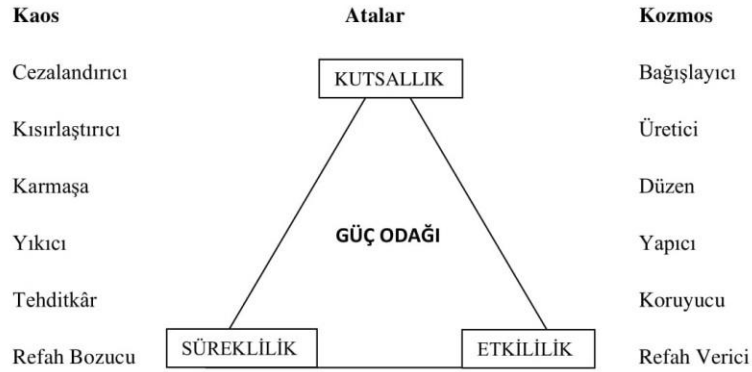 Kaos Atalar Kozmos
Cezalandırıcı KUTSALLIK Bağışlayıcı
Kısırlaştırıcı Üretici
Karmaşa Düzen
Yıkıcı GÜÇ ODAĞI Yapıcı
Tehditkâr Koruyucu
Refah Bozucu SÜREKLİLİK ETKİLİLİK Refah Verici